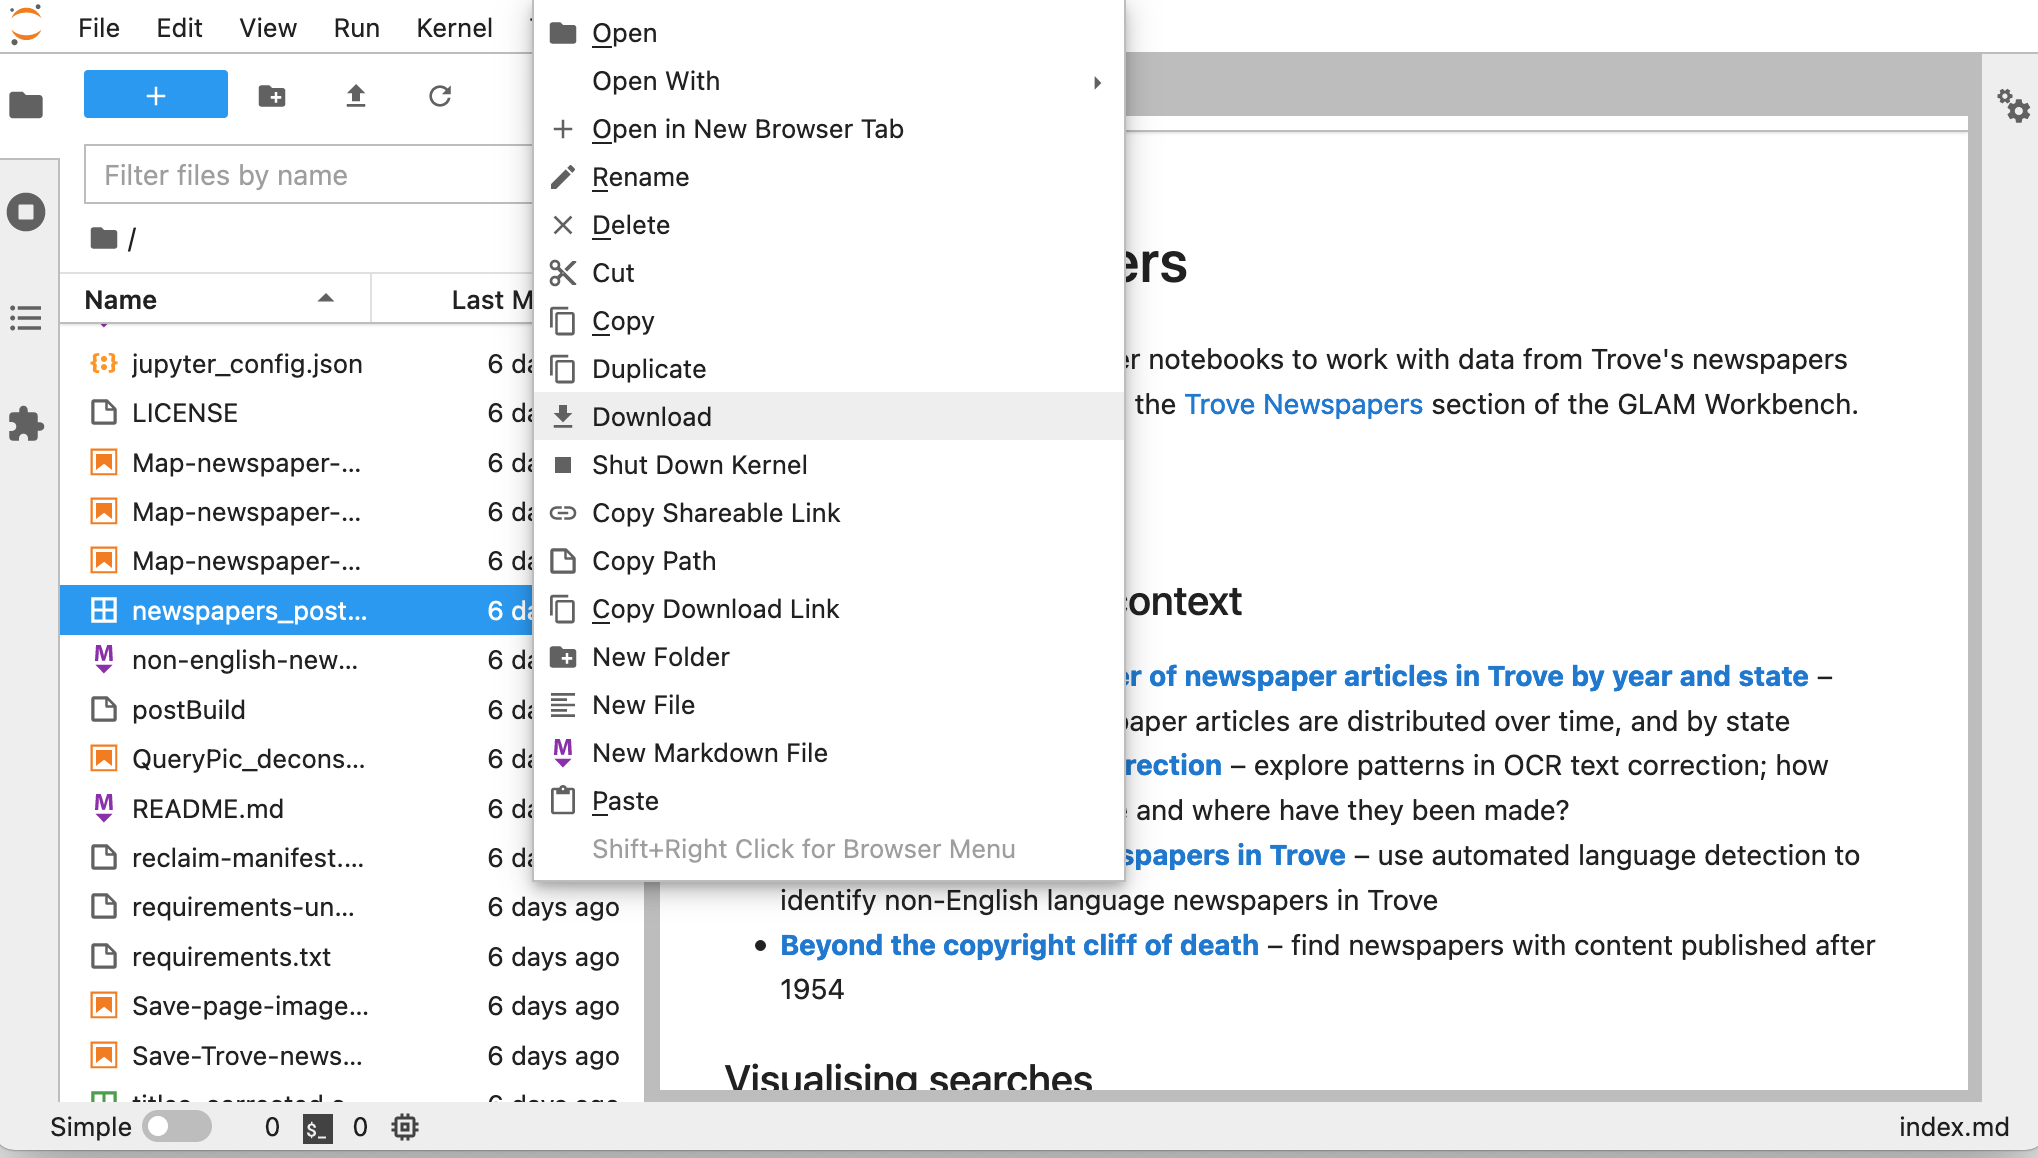 File Edit View Run Kernel
+
Filter files by name
/
Name Last M
jupyter_config.json 6 da
LICENSE 6 da
Map-newspaper-... 6 da
Map-newspaper-... 6 da
Map-newspaper-... 6 da
newspapers_post... 6 da
non-english-new... 6 da
postBuild 6 da
QueryPic_decons... 6 da
README.md 6 da
reclaim-manifest.... 6 da
requirements-un... 6 days ago
requirements.txt 6 days ago
Save-page-image... 6 days ago
Save-Trove-news... 6 days ago
Open
Open With
Open in New Browser Tab
Rename
Delete
Cut
Copy
Duplicate
Download
Shut Down Kernel
Copy Shareable Link
Copy Path
Copy Download Link
New Folder
New File
New Markdown File
Paste
Shift+Right Click for Browser Menu
ers
er notebooks to work with data from Trove's newspapers
the Trove Newspapers section of the GLAM Workbench.
context
er of newspaper articles in Trove by year and state –
paper articles are distributed over time, and by state
rection – explore patterns in OCR text correction; how
and where have they been made?
spapers in Trove – use automated language detection to
identify non-English language newspapers in Trove
• Beyond the copyright cliff of death – find newspapers with content published after
1954
Visualising searches
Simple 0 $_ 0 index.md